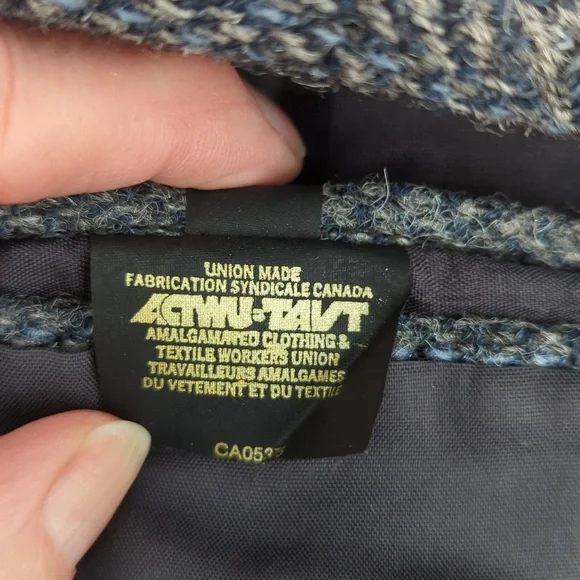 UNION MADE
FABRICATION SYNDICALE CANADA
ACTWU•TAVT
AMALGAMATED CLOTHING &
TEXTILE WORKERS UNION
TRAVAILLEURS AMALGAMES
DU VETEMENT ET DU TEXTILE